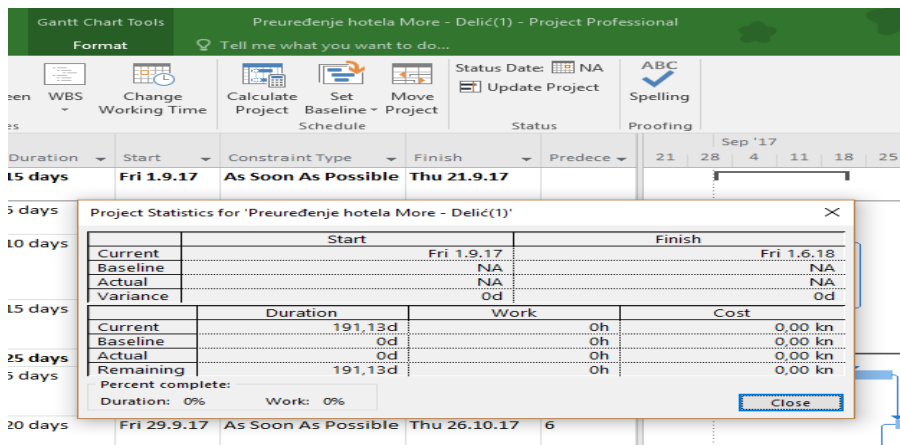 Gantt Chart Tools Preuređenje hotela More - Delić(1) - Project Professional
Format Tell me what you want to do...
Status Date: NA ABC
Update Project
WBS Change Working Time Calculate Project Set Baseline Move Project Spelling
Schedule Status Proofing
Sep '17
Duration Start Constraint Type Finish Predece 21 28 4 11 18 25
15 days Fri 1.9.17 As Soon As Possible Thu 21.9.17
5 days
Project Statistics for 'Preuređenje hotela More - Delić(1)'
10 days
Start Finish
Current Fri 1.9.17 Fri 1.6.18
Baseline NA NA
Actual NA NA
Variance 0d 0d
15 days
Duration Work Cost
Current 191,13d 0h 0,00 kn
Baseline 0d 0h 0,00 kn
Actual 0d 0h 0,00 kn
25 days
Remaining 191,13d 0h 0,00 kn
5 days
Percent complete:
Duration: 0% Work: 0% Close
20 days Fri 29.9.17 As Soon As Possible Thu 26.10.17 6